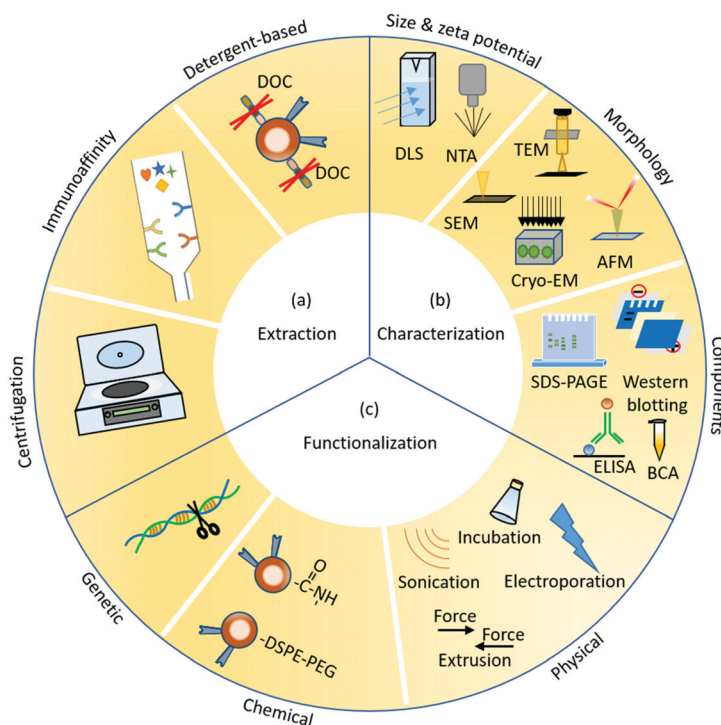 Detergent-based
Size & zeta potential
Immunoaffinity
Morphology
DOC
DOC
DLS
NTA
TEM
SEM
Cryo-EM
AFM
(a)
Extraction
(b)
Characterization
(c)
Functionalization
Centrifugation
Components
SDS-PAGE
Western
blotting
ELISA
BCA
Genetic
O
-C-NH
-DSPE-PEG
Chemical
Incubation
Sonication
Electroporation
Force
Force
Extrusion
Physical